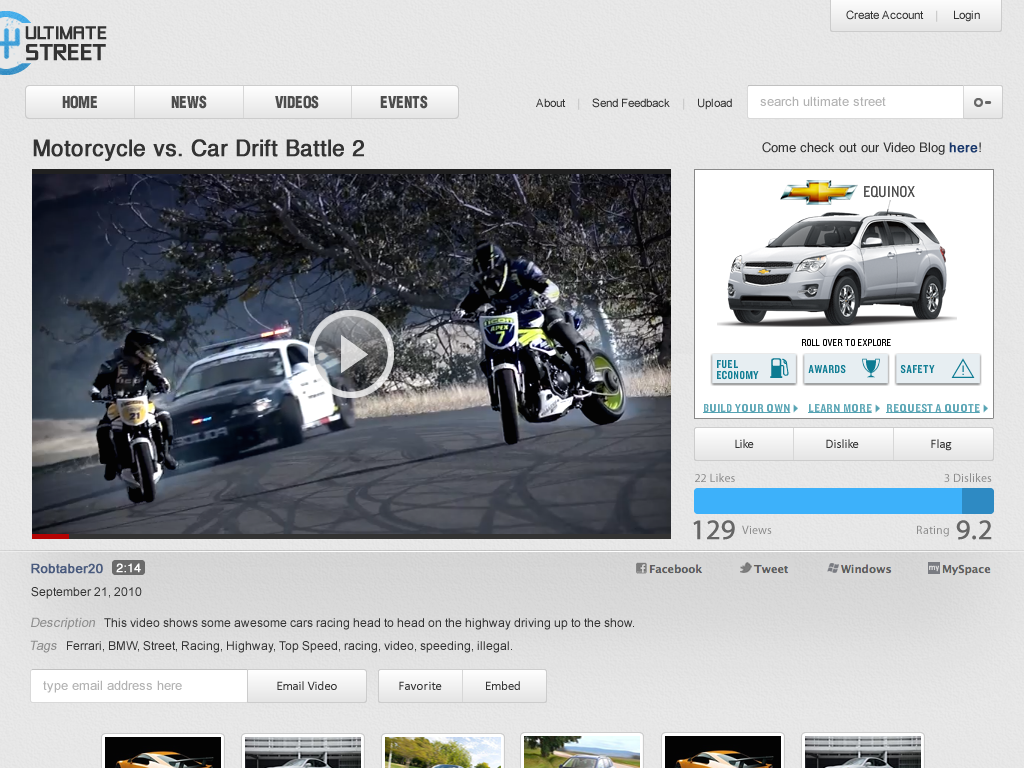 Create Account | Login
ULTIMATE
STREET
HOME NEWS VIDEOS EVENTS
About | Send Feedback | Upload
search ultimate street
Motorcycle vs. Car Drift Battle 2
Come check out our Video Blog here!
EQUINOX
ROLL OVER TO EXPLORE
FUEL
ECONOMY
AWARDS
SAFETY
BUILD YOUR OWN LEARN MORE REQUEST A QUOTE
ICON
APEX
7
21
POLICE
Like Dislike Flag
22 Likes 3 Dislikes
129 Views Rating 9.2
Robtaber20 2:14
Facebook Tweet Windows MySpace
September 21, 2010
Description This video shows some awesome cars racing head to head on the highway driving up to the show.
Tags Ferrari, BMW, Street, Racing, Highway, Top Speed, racing, video, speeding, illegal.
type email address here Email Video Favorite Embed